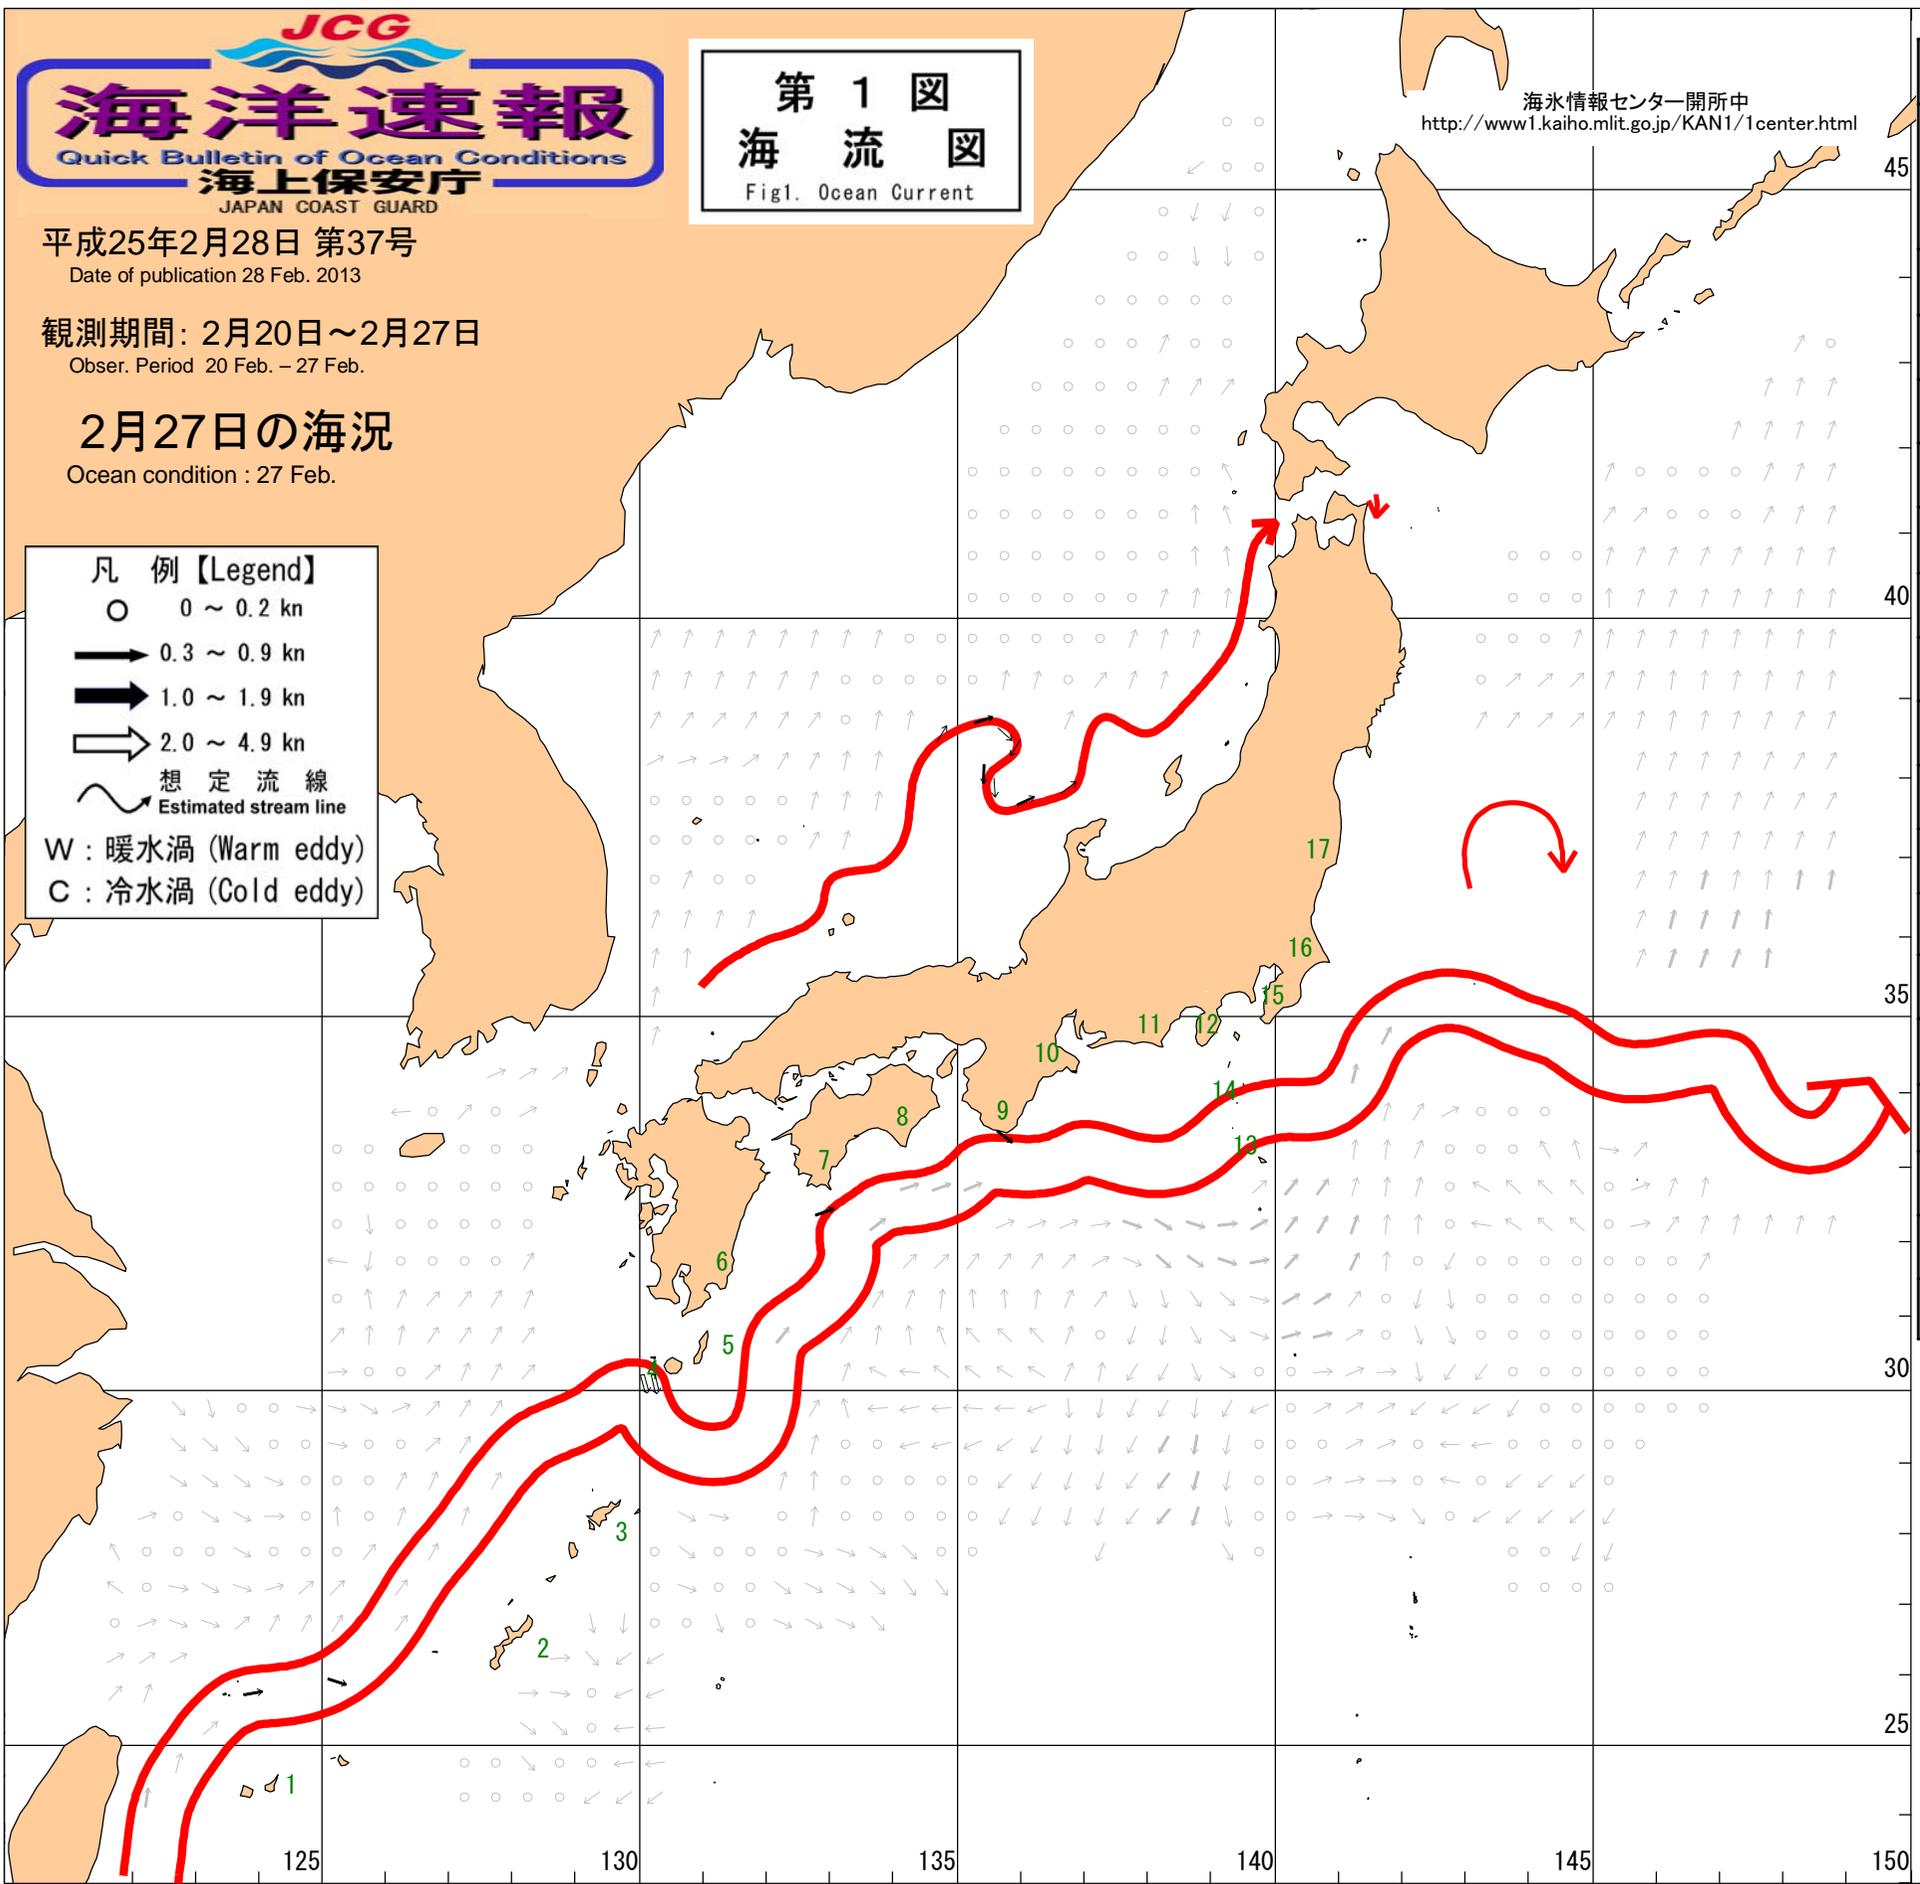 JCG
海洋速報
Quick Bulletin of Ocean Conditions
海上保安庁
JAPAN COAST GUARD
平成25年2月28日 第37号
Date of publication 28 Feb. 2013
観測期間: 2月20日～2月27日
Obser. Period 20 Feb. – 27 Feb.
2月27日の海況
Ocean condition : 27 Feb.
第 1 図
海 流 図
Fig1. Ocean Current
海氷情報センター開所中
http://www1.kaiho.mlit.go.jp/KAN1/1center.html
凡 例【Legend】
0 ～ 0.2 kn
0.3 ～ 0.9 kn
1.0 ～ 1.9 kn
2.0 ～ 4.9 kn
想 定 流 線
Estimated stream line
W : 暖水渦 (Warm eddy)
C : 冷水渦 (Cold eddy)
45
40
17
16
35
15
11
12
10
14
9
8
13
7
6
5
4
30
3
2
25
1
125
130
135
140
145
150